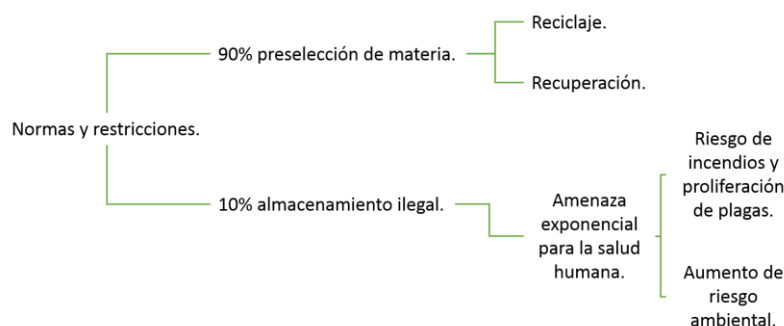 Normas y restricciones.
90% preselección de materia.
Reciclaje.
Recuperación.
10% almacenamiento ilegal.
Amenaza
exponencial
para la salud
humana.
Riesgo de
incendios y
proliferación
de plagas.
Aumento de
riesgo
ambiental.